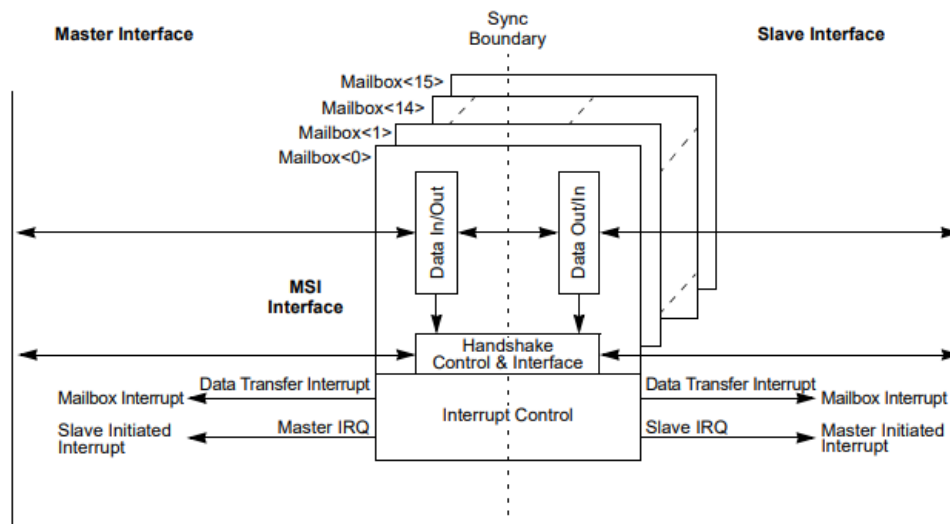 Master Interface
Sync
Boundary
Slave Interface
Mailbox<15>
Mailbox<14>
Mailbox<1>
Mailbox<0>
Data In/Out
Data Out/In
MSI
Interface
Handshake
Control & Interface
Data Transfer Interrupt
Data Transfer Interrupt
Mailbox Interrupt
Mailbox Interrupt
Interrupt Control
Slave Initiated
Interrupt
Master IRQ
Slave IRQ
Master Initiated
Interrupt